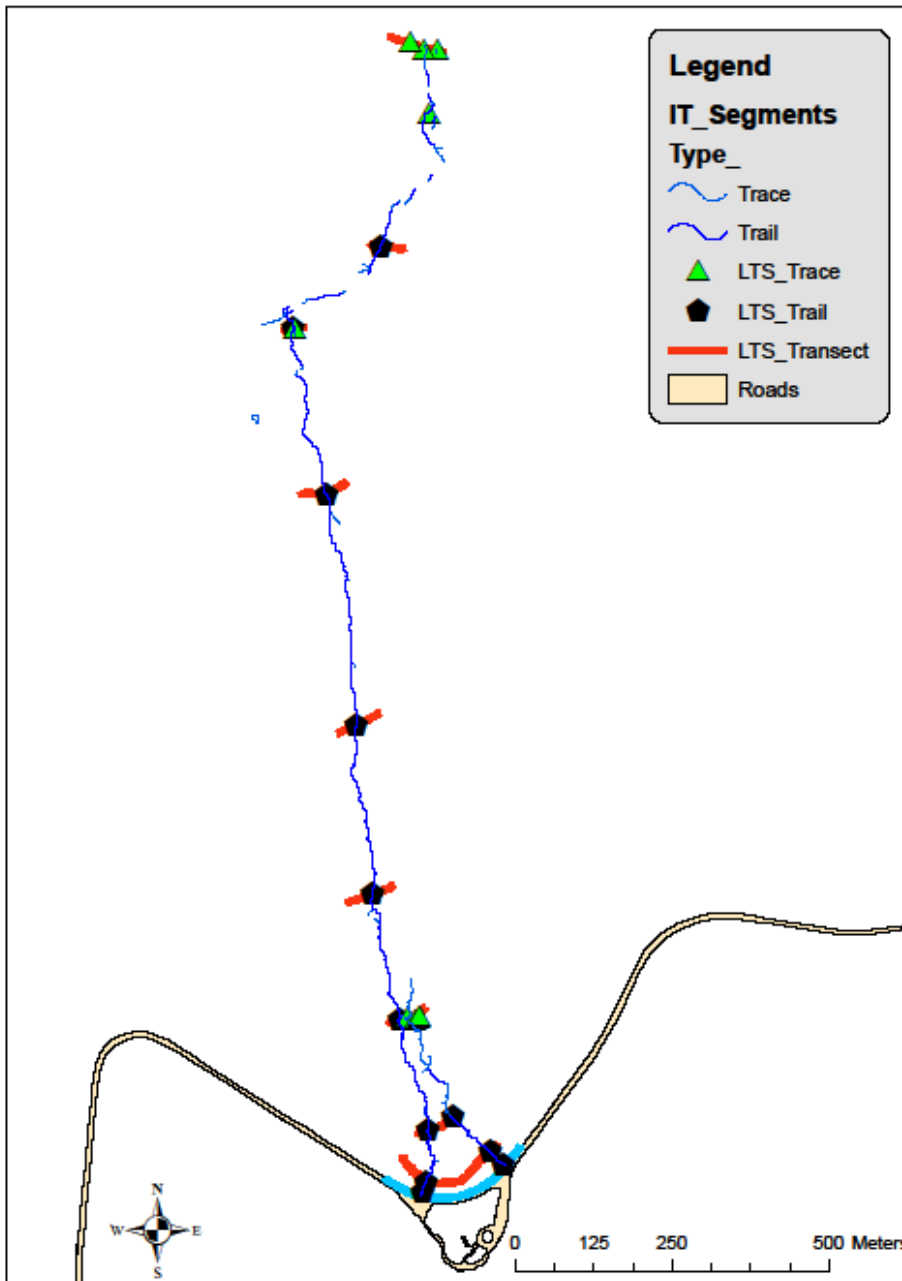 Legend
IT_Segments
Type_
Trace
Trail
LTS_Trace
LTS_Trail
LTS_Transect
Roads
N
W E
S
0 125 250 500 Meters